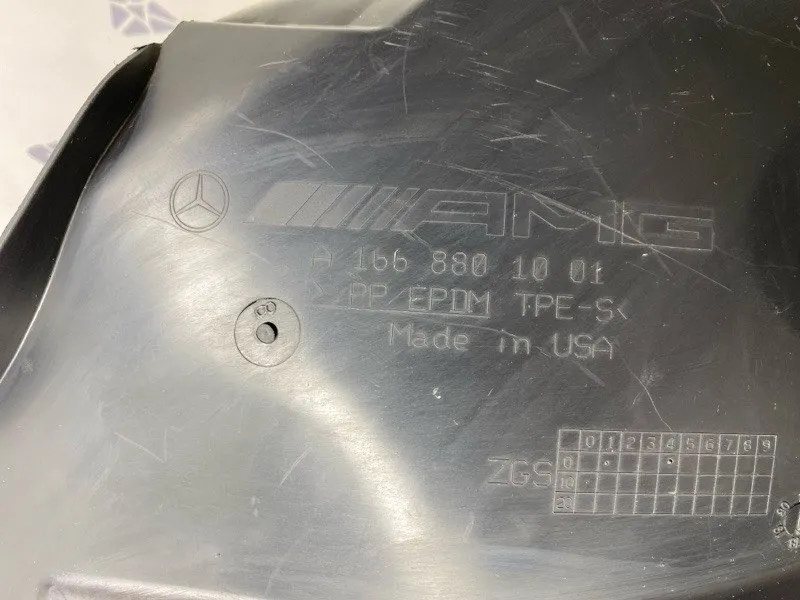 AMG
A 166 880 10 01
>PP/EPDM TPE-S<
Made in USA
8
0 1 2 3 4 5 6 7 8 9
ZGS 0
10
20